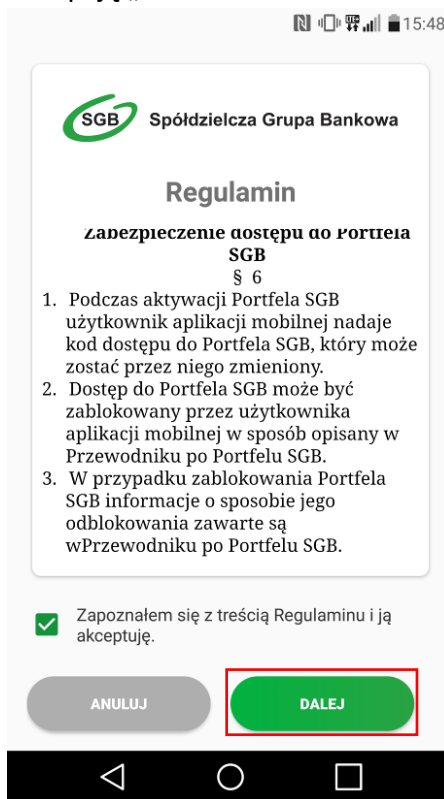 15:48
SGB Spółdzielcza Grupa Bankowa
Regulamin
Zabezpieczenie dostępu do Portfela
SGB
§ 6
1. Podczas aktywacji Portfela SGB
użytkownik aplikacji mobilnej nadaje
kod dostępu do Portfela SGB, który może
zostać przez niego zmieniony.
2. Dostęp do Portfela SGB może być
zablokowany przez użytkownika
aplikacji mobilnej w sposób opisany w
Przewodniku po Portfelu SGB.
3. W przypadku zablokowania Portfela
SGB informacje o sposobie jego
odblokowania zawarte są
wPrzewodniku po Portfelu SGB.
Zapoznałem się z treścią Regulaminu i ją
akceptuję.
ANULUJ DALEJ